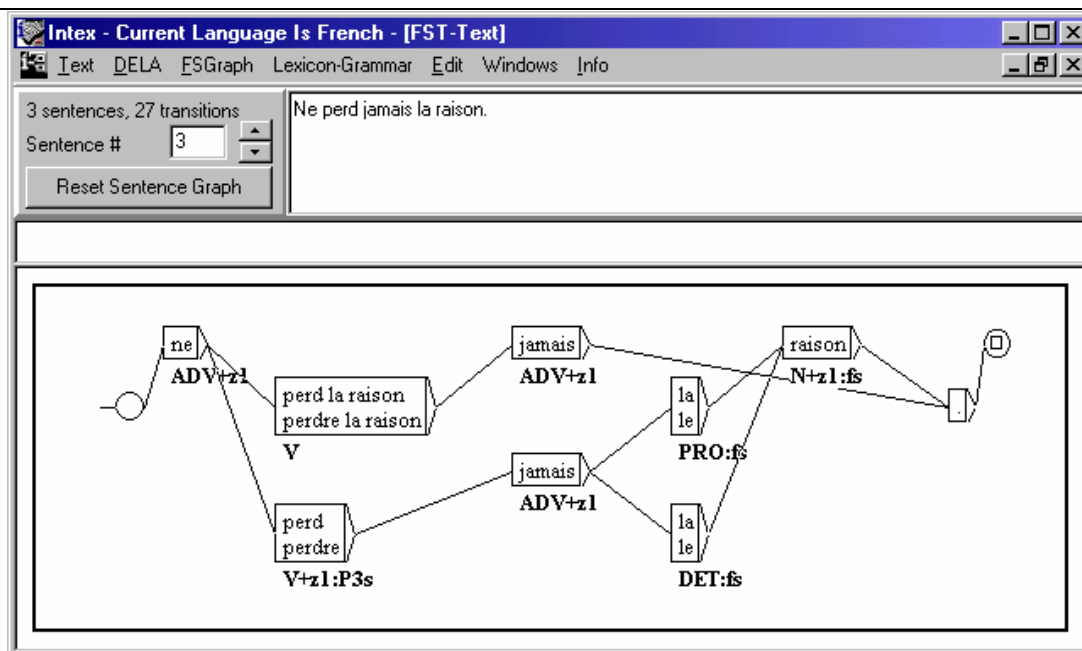 Intex - Current Language Is French - [FST-Text]
Text DELA FSGraph Lexicon-Grammar Edit Windows Info
3 sentences, 27 transitions
Sentence # 3
Reset Sentence Graph
Ne perd jamais la raison.
ne
ADV+z1
perd la raison
perdre la raison
V
perd
perdre
V+z1:P3s
jamais
ADV+z1
jamais
ADV+z1
la
le
PRO:fs
la
le
DET:fs
raison
N+z1:fs
.